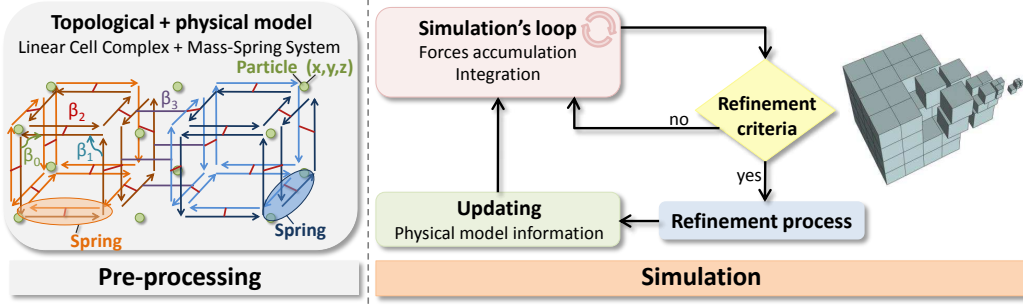 Topological + physical model
Linear Cell Complex + Mass-Spring System
Particle (x,y,z)
β3
β2
β0
β1
Spring
Spring
Pre-processing
Simulation's loop
Forces accumulation
Integration
Refinement
criteria
no
yes
Updating
Physical model information
Refinement process
Simulation